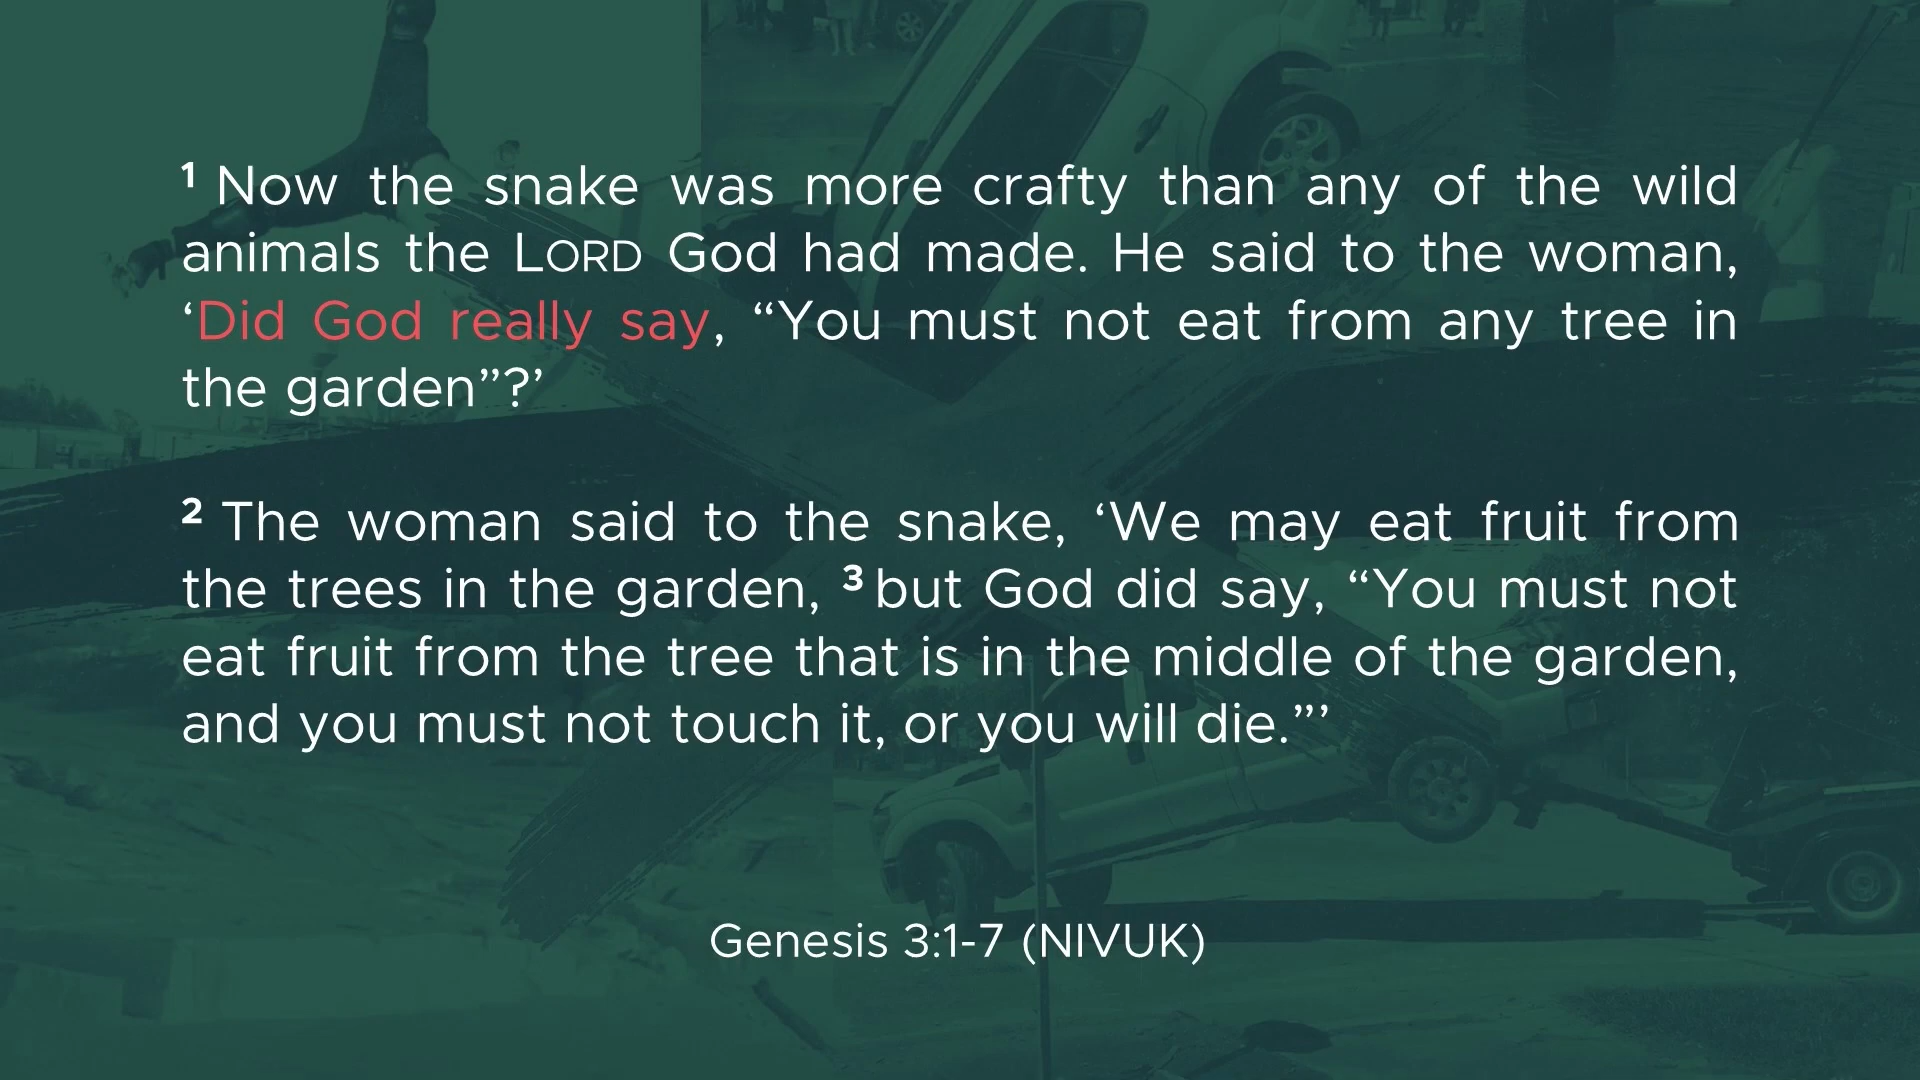 1 Now the snake was more crafty than any of the wild
animals the LORD God had made. He said to the woman,
‘Did God really say, “You must not eat from any tree in
the garden”?’
2 The woman said to the snake, ‘We may eat fruit from
the trees in the garden, 3 but God did say, “You must not
eat fruit from the tree that is in the middle of the garden,
and you must not touch it, or you will die.”’
Genesis 3:1-7 (NIVUK)